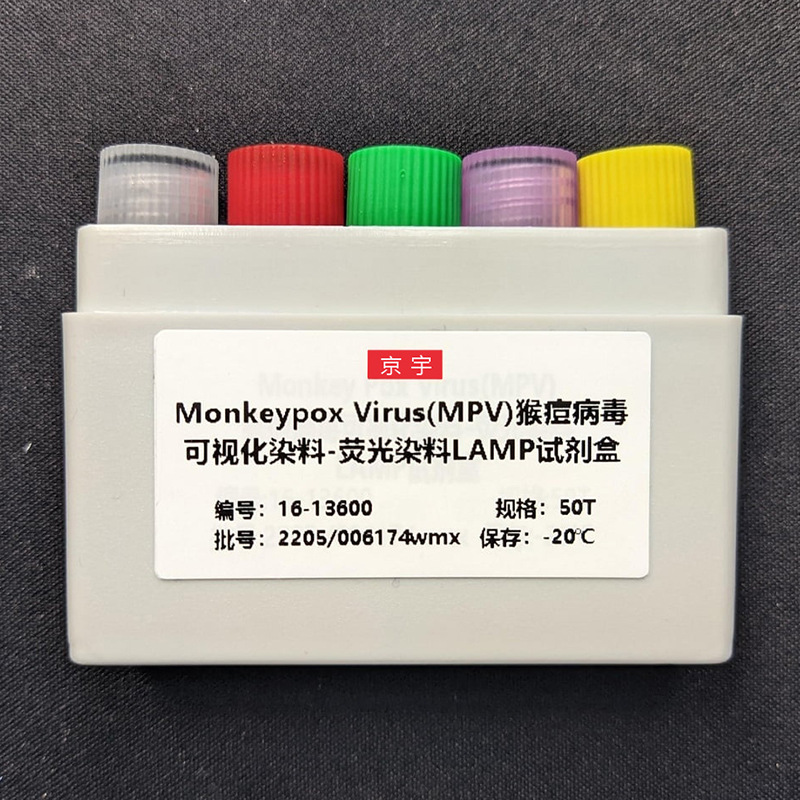 京宇
Monkeypox Virus(MPV)猴痘病毒
可视化染料-荧光染料LAMP试剂盒
编号：16-13600 规格：50T
批号：2205/006174wmx 保存：-20℃